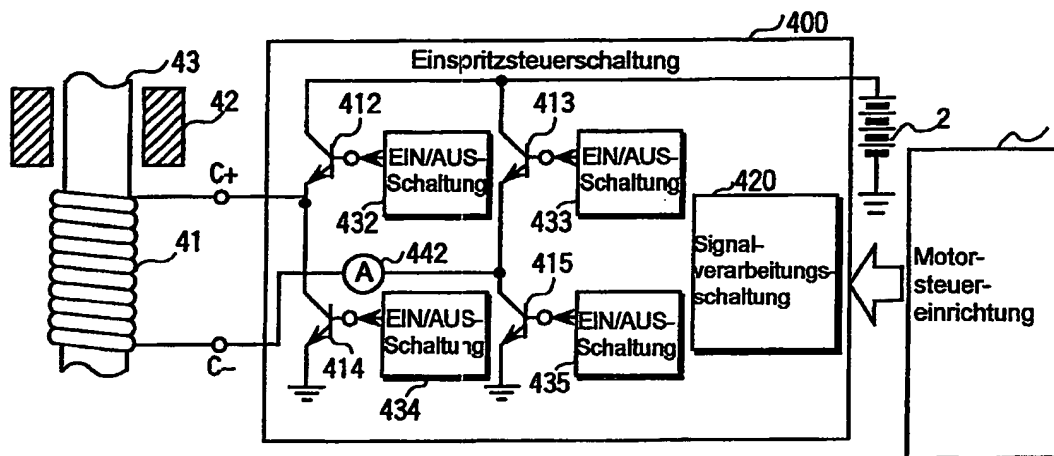 400
Einspritzsteuerschaltung
43
42
412
413
2
EIN/AUS-
Schaltung
EIN/AUS-
Schaltung
420
C+
432
433
41
442
415
Signal-
verarbeitungs-
schaltung
Motor-
steuer-
einrichtung
A
EIN/AUS-
Schaltung
EIN/AUS-
Schaltung
C-
414
434
435